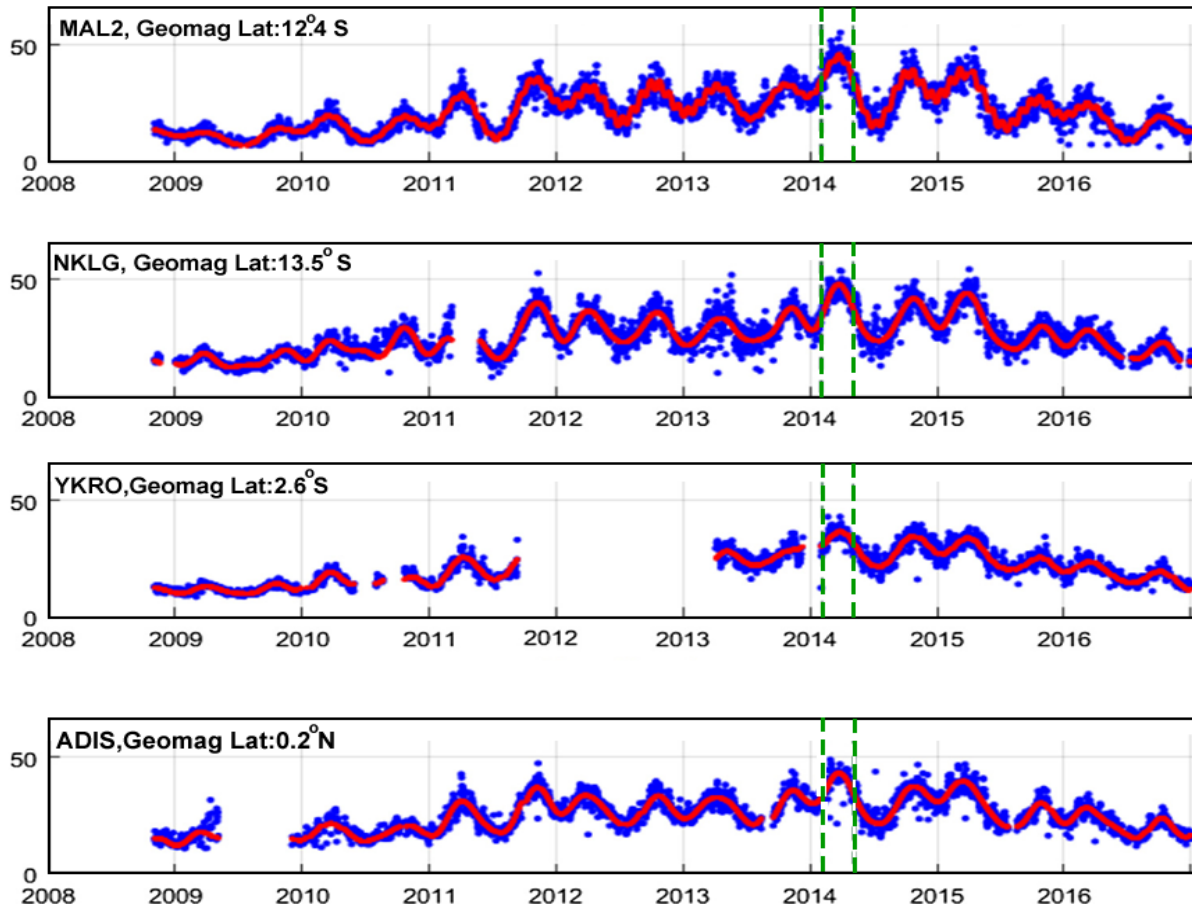 MAL2, Geomag Lat:12.4° S
50
0
2008 2009 2010 2011 2012 2013 2014 2015 2016
NKLG, Geomag Lat:13.5° S
50
0
2008 2009 2010 2011 2012 2013 2014 2015 2016
YKRO,Geomag Lat:2.6°S
50
0
2008 2009 2010 2011 2012 2013 2014 2015 2016
ADIS,Geomag Lat:0.2°N
50
0
2008 2009 2010 2011 2012 2013 2014 2015 2016